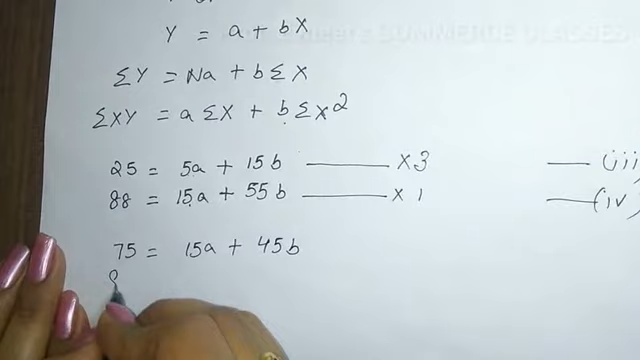 Y = a + bX
ΣY = Na + bΣX
ΣXY = aΣX + bΣX2
25 = 5a + 15b ——— X3 — (iii)
88 = 15a + 55b ——— X1 — (iv)
75 = 15a + 45b
8